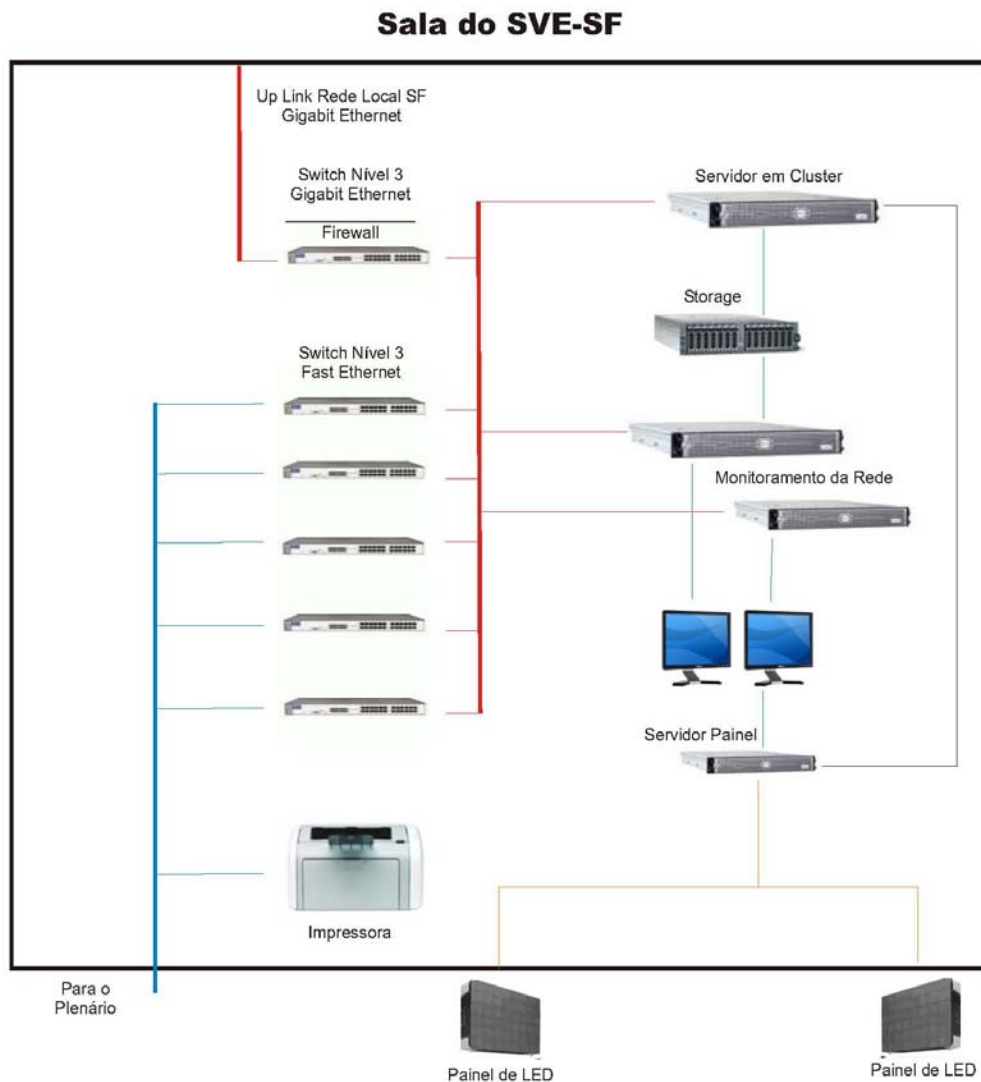 Sala do SVE-SF
Up Link Rede Local SF
Gigabit Ethernet
Switch Nível 3
Gigabit Ethernet
Firewall
Servidor em Cluster
Storage
Switch Nível 3
Fast Ethernet
Monitoramento da Rede
Servidor Painel
Impressora
Para o
Plenário
Painel de LED
Painel de LED